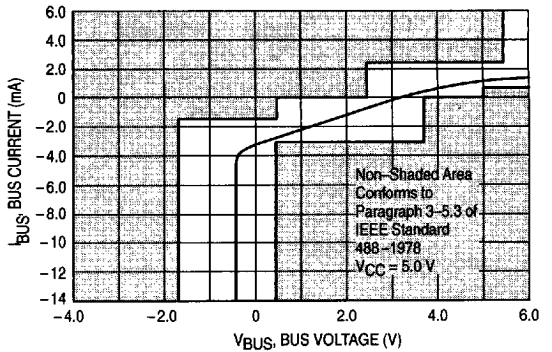 6.0
4.0
2.0
0
−2.0
−4.0
6.0
−8.0
−10
−12
−14
IBUS, BUS CURRENT (mA)
Non–Shaded Area
Conforms to
Paragraph 3–5.3 of
IEEE Standard
488–1978
VCC = 5.0 V
−4.0
−2.0
0
2.0
4.0
6.0
VBUS, BUS VOLTAGE (V)